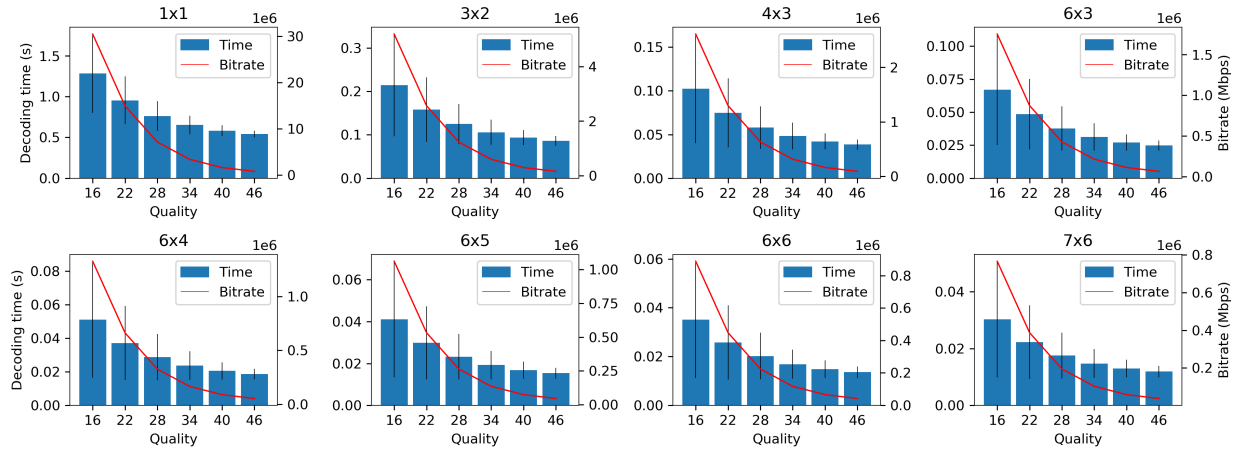 1x1
1e6
Decoding time (s)
1.5
1.0
0.5
0.0
Time
Bitrate
30
20
10
0
16 22 28 34 40 46
Quality
3x2
1e6
0.3
0.2
0.1
0.0
Time
Bitrate
4
2
0
16 22 28 34 40 46
Quality
4x3
1e6
0.15
0.10
0.05
0.00
Time
Bitrate
2
1
0
16 22 28 34 40 46
Quality
6x3
1e6
0.100
0.075
0.050
0.025
0.000
Time
Bitrate
1.5
1.0
0.5
0.0
Bitrate (Mbps)
16 22 28 34 40 46
Quality
6x4
1e6
Decoding time (s)
0.08
0.06
0.04
0.02
0.00
Time
Bitrate
1.0
0.5
0.0
16 22 28 34 40 46
Quality
6x5
1e6
0.06
0.04
0.02
0.00
Time
Bitrate
1.00
0.75
0.50
0.25
0.00
16 22 28 34 40 46
Quality
6x6
1e6
0.06
0.04
0.02
0.00
Time
Bitrate
0.8
0.6
0.4
0.2
0.0
16 22 28 34 40 46
Quality
7x6
1e6
0.04
0.02
0.00
Time
Bitrate
0.8
0.6
0.4
0.2
Bitrate (Mbps)
16 22 28 34 40 46
Quality